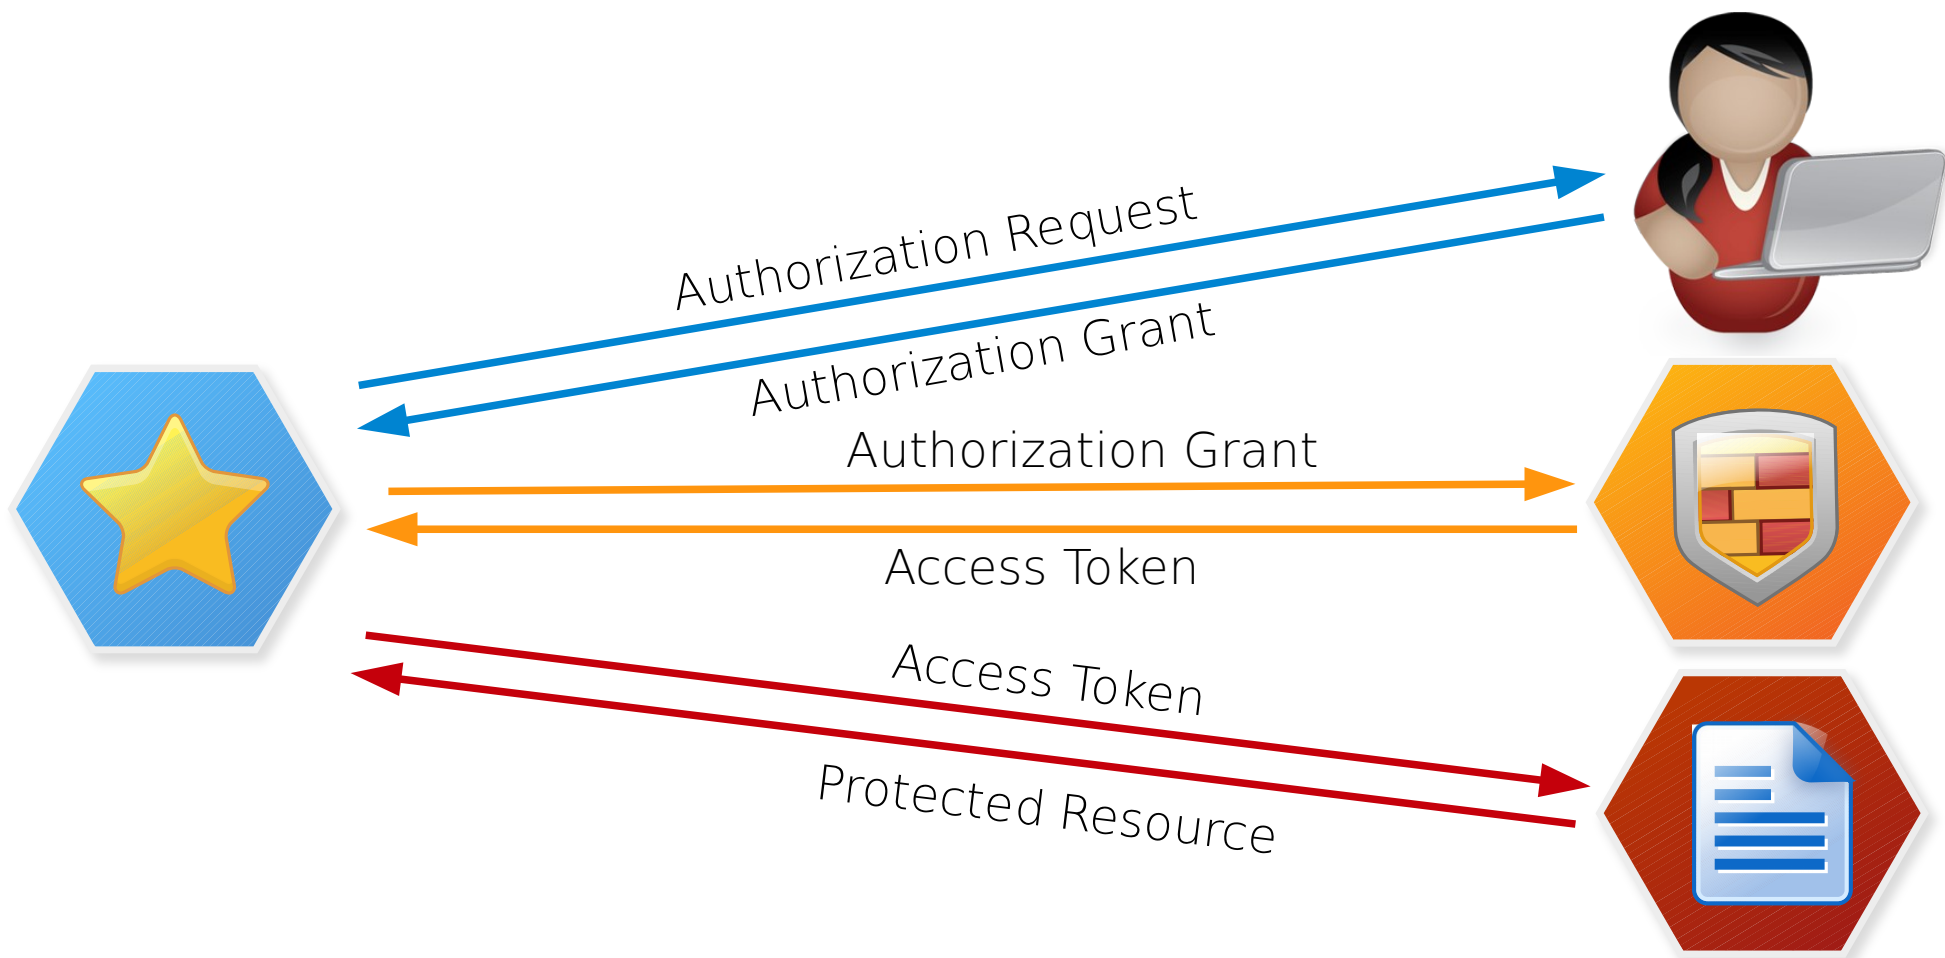 Authorization Request
Authorization Grant
Authorization Grant
Access Token
Access Token
Protected Resource